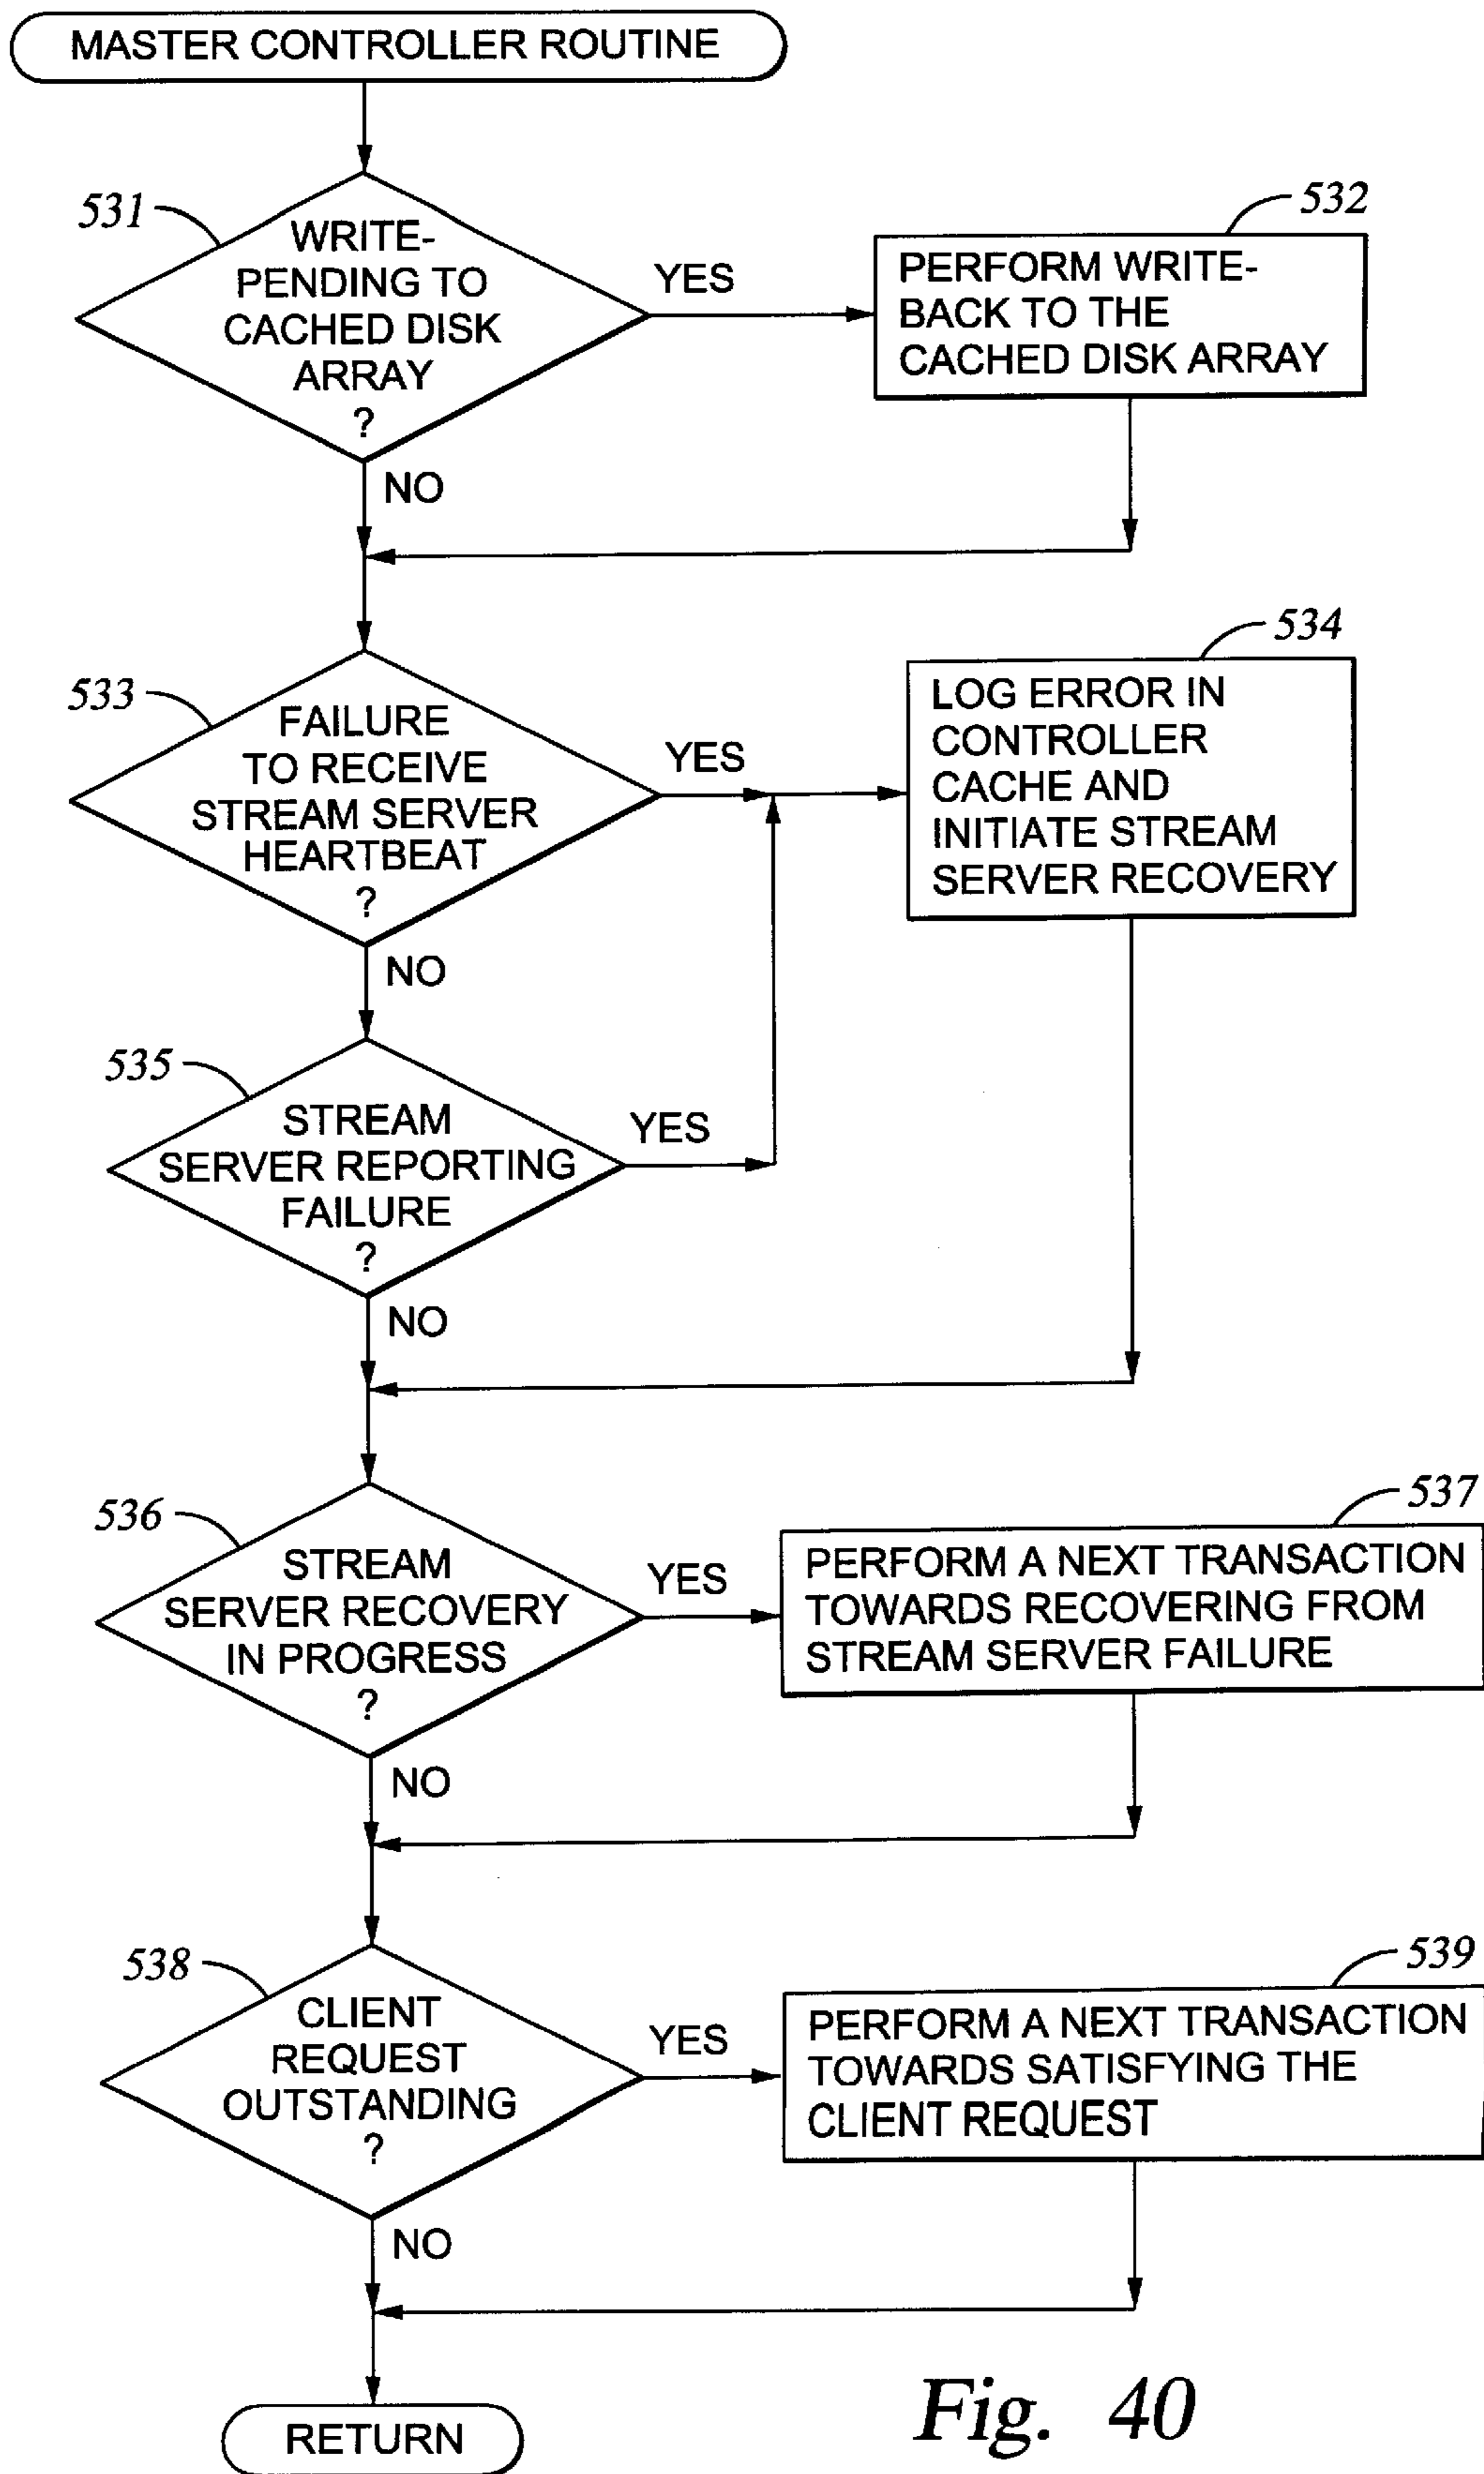 MASTER CONTROLLER ROUTINE
531
WRITE-
PENDING TO
CACHED DISK
ARRAY
?
YES
532
PERFORM WRITE-
BACK TO THE
CACHED DISK ARRAY
NO
533
FAILURE
TO RECEIVE
STREAM SERVER
HEARTBEAT
?
YES
534
LOG ERROR IN
CONTROLLER
CACHE AND
INITIATE STREAM
SERVER RECOVERY
NO
535
STREAM
SERVER REPORTING
FAILURE
?
YES
NO
536
STREAM
SERVER RECOVERY
IN PROGRESS
?
YES
537
PERFORM A NEXT TRANSACTION
TOWARDS RECOVERING FROM
STREAM SERVER FAILURE
NO
538
CLIENT
REQUEST
OUTSTANDING
?
YES
539
PERFORM A NEXT TRANSACTION
TOWARDS SATISFYING THE
CLIENT REQUEST
NO
RETURN
Fig. 40